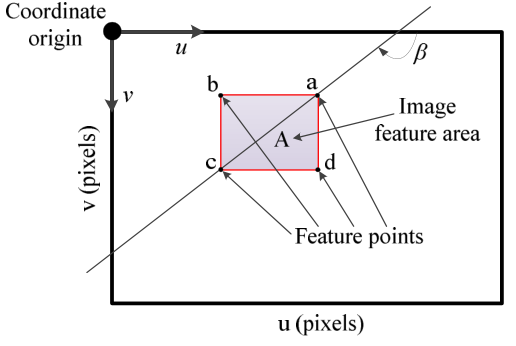 Coordinate
origin
u
β
v
b
a
Image
feature area
A
c
d
Feature points
v (pixels)
u (pixels)